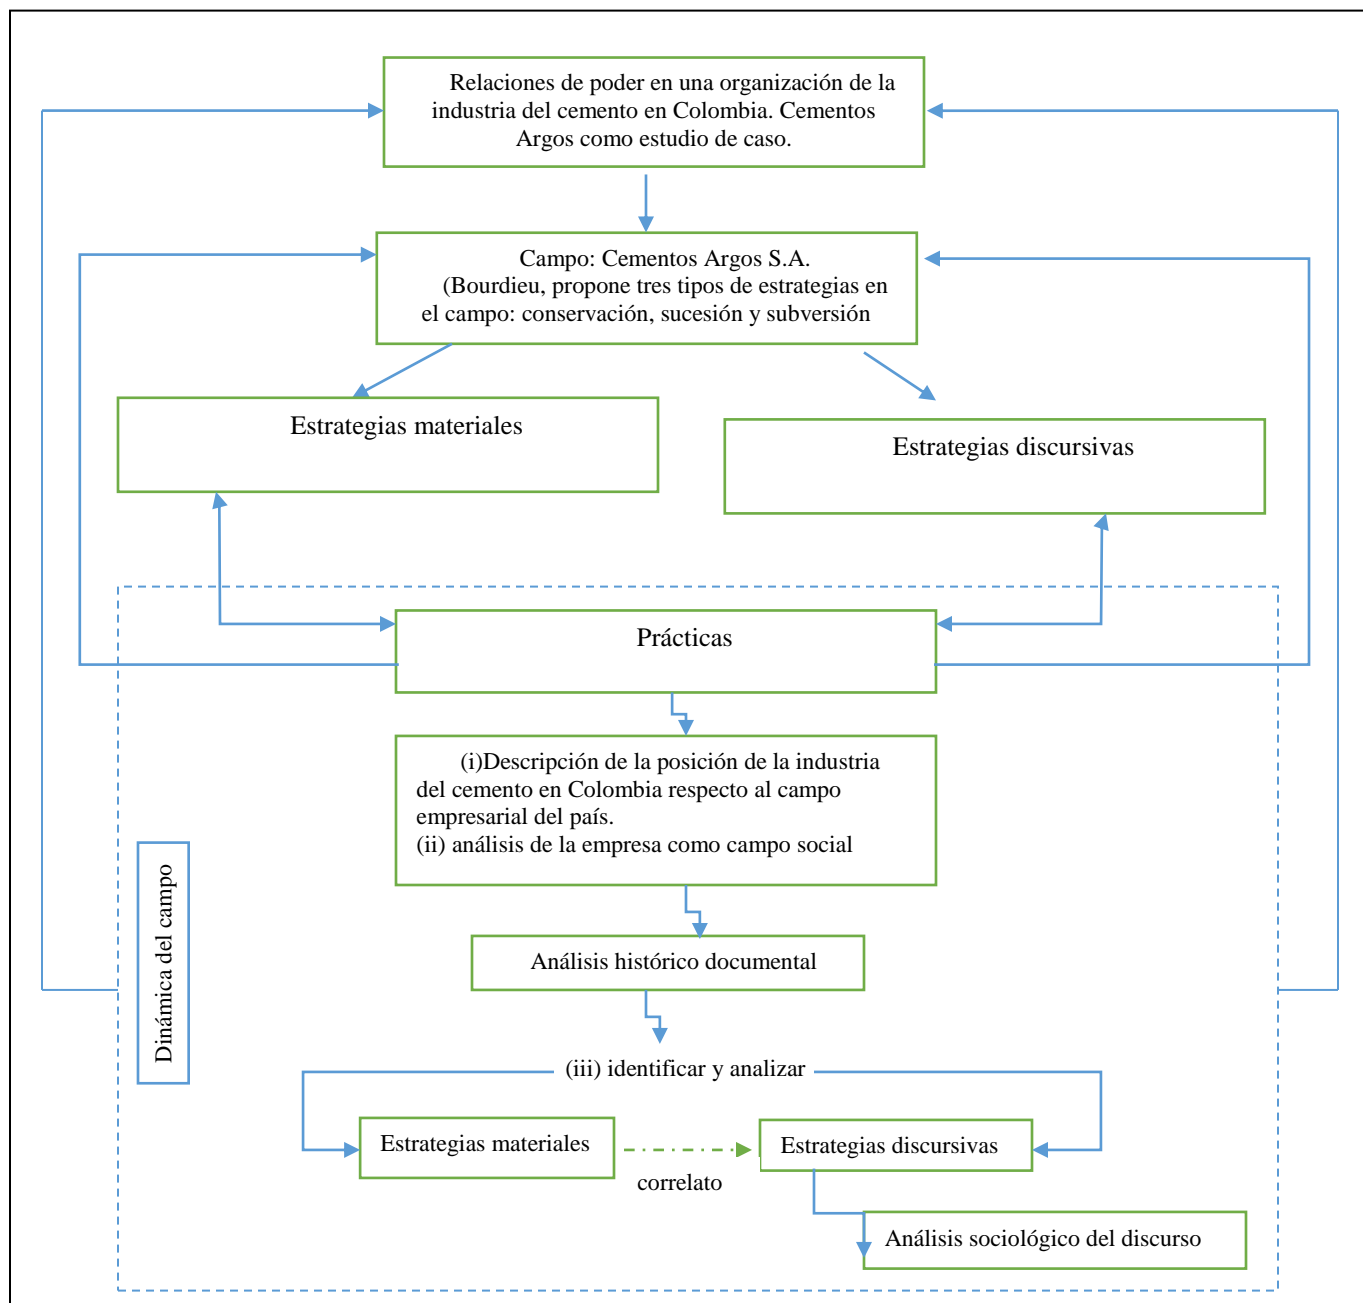 Relaciones de poder en una organización de la
industria del cemento en Colombia. Cementos
Argos como estudio de caso.
Campo: Cementos Argos S.A.
(Bourdieu, propone tres tipos de estrategias en
el campo: conservación, sucesión y subversión
Estrategias materiales
Estrategias discursivas
Prácticas
(i)Descripción de la posición de la industria
del cemento en Colombia respecto al campo
empresarial del país.
(ii) análisis de la empresa como campo social
Dinámica del campo
Análisis histórico documental
(iii) identificar y analizar
Estrategias materiales
correlato
Estrategias discursivas
Análisis sociológico del discurso